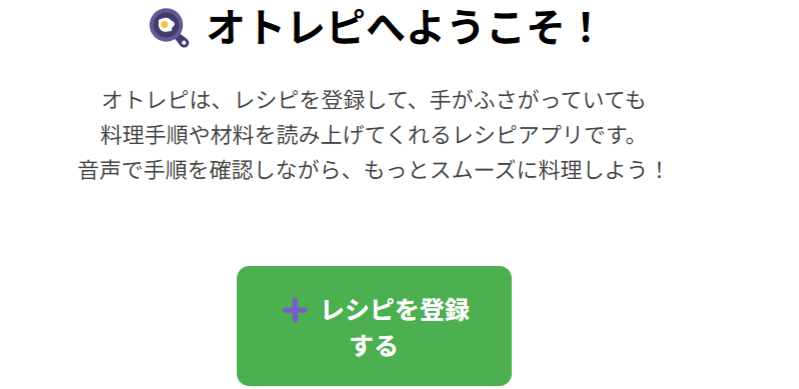 🍳 オトレピへようこそ！
オトレピは、レシピを登録して、手がふさがっていても
料理手順や材料を読み上げてくれるレシピアプリです。
音声で手順を確認しながら、もっとスムーズに料理しよう！
➕ レシピを登録
する